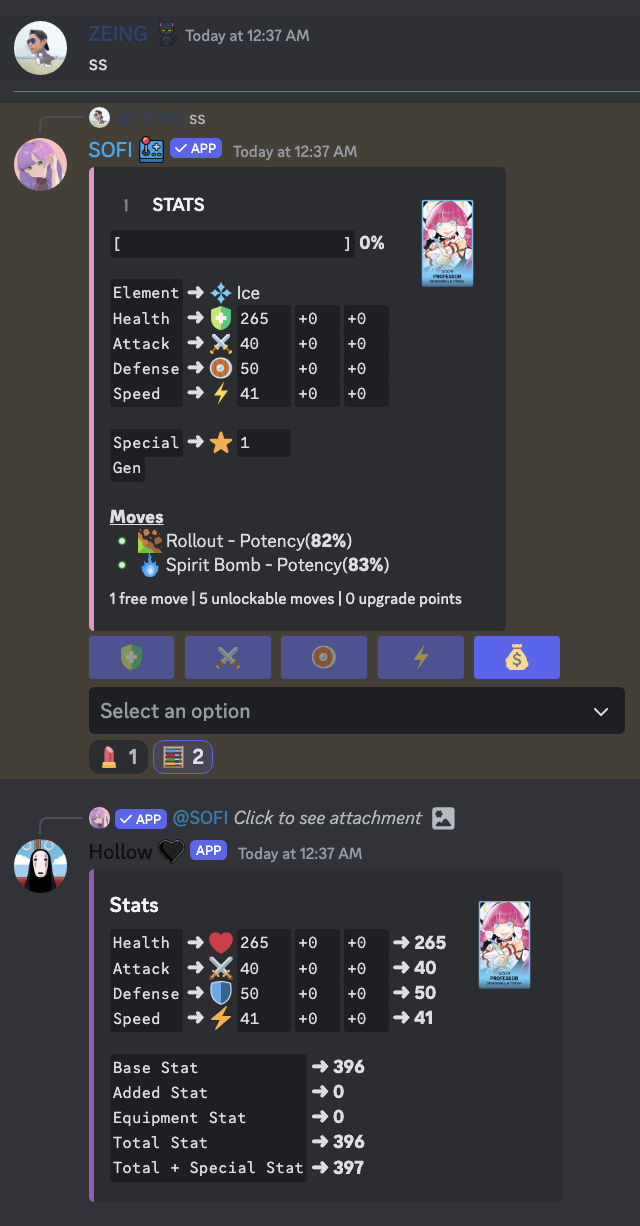 ZEING Today at 12:37 AM
ss
@ZEING ss
SOFI ✓ APP Today at 12:37 AM
1 STATS
[ ] 0%
Element ➜ Ice
Health ➜ 265 +0 +0
Attack ➜ 40 +0 +0
Defense ➜ 50 +0 +0
Speed ➜ 41 +0 +0
Special ➜ 1
Gen
Moves
• Rollout - Potency(82%)
• Spirit Bomb - Potency(83%)
1 free move | 5 unlockable moves | 0 upgrade points
Select an option
1 2
✓ APP @SOFI Click to see attachment
Hollow APP Today at 12:37 AM
Stats
Health ➜ 265 +0 +0 ➜ 265
Attack ➜ 40 +0 +0 ➜ 40
Defense ➜ 50 +0 +0 ➜ 50
Speed ➜ 41 +0 +0 ➜ 41
PROFESSOR
Base Stat ➜ 396
Added Stat ➜ 0
Equipment Stat ➜ 0
Total Stat ➜ 396
Total + Special Stat ➜ 397